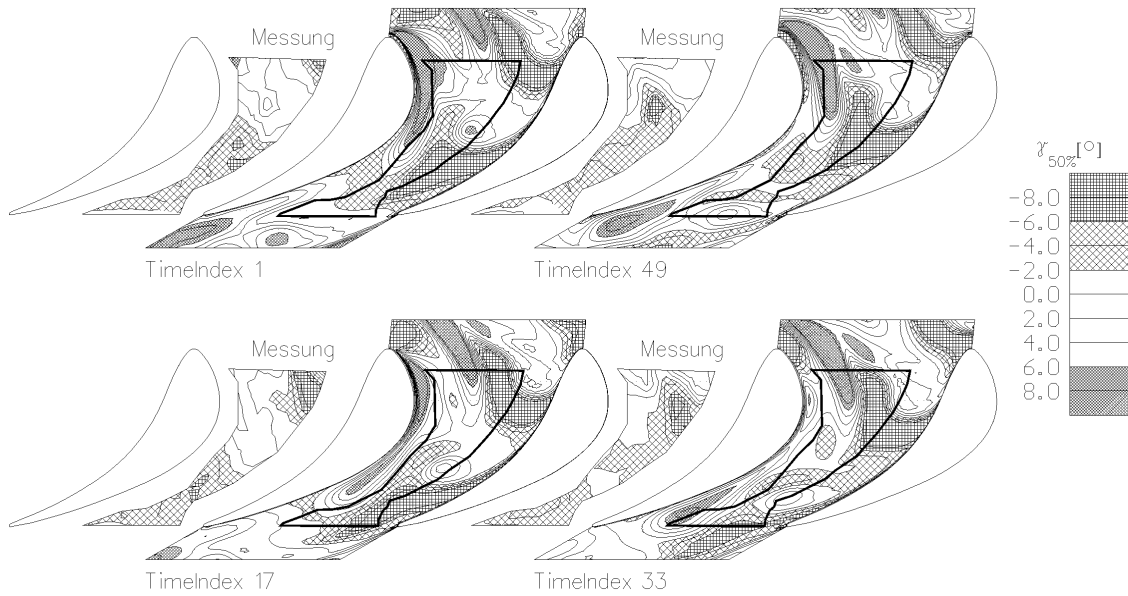 Messung
Messung
TimeIndex 1
TimeIndex 49
Messung
Messung
TimeIndex 17
TimeIndex 33
γ50%[°]
-8.0
-6.0
-4.0
-2.0
0.0
2.0
4.0
6.0
8.0